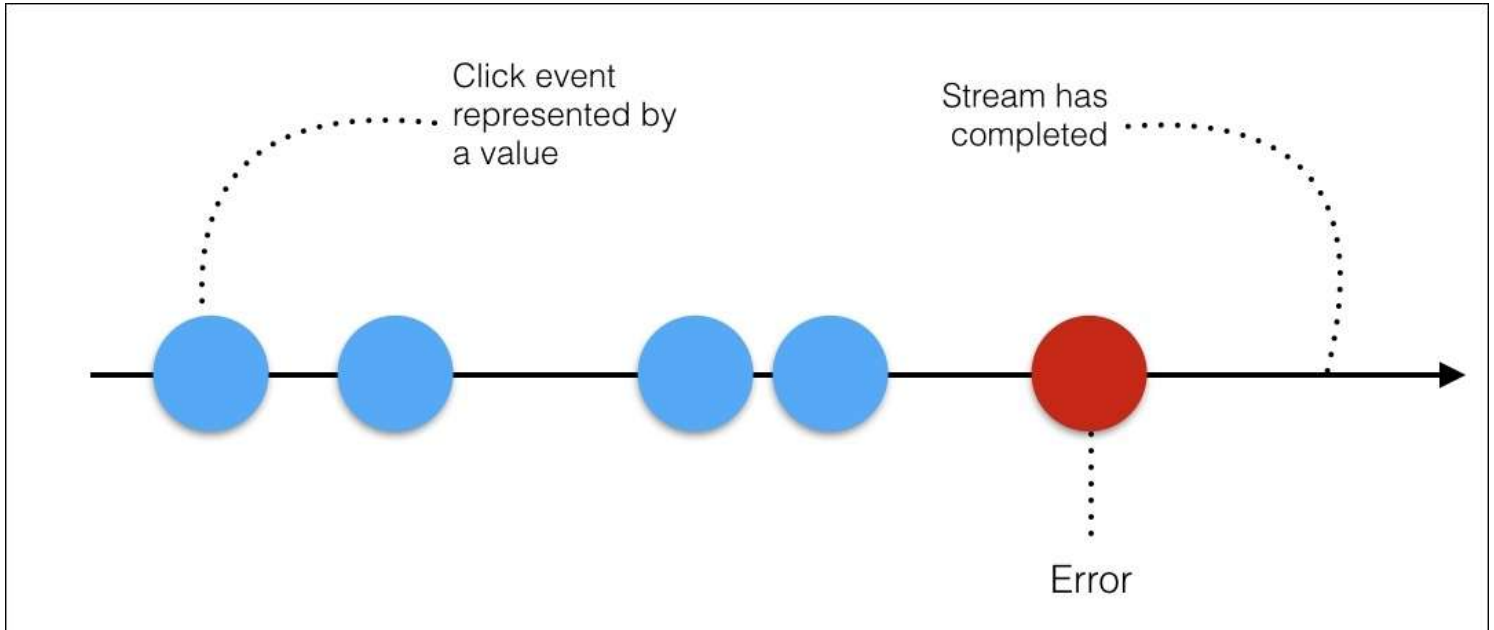 Click event
represented by
a value
Stream has
completed
Error